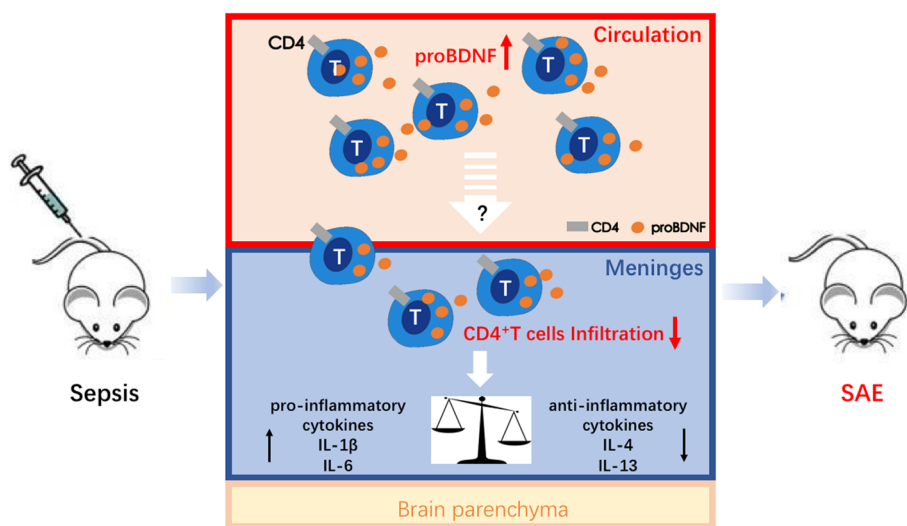 Circulation
CD4
proBDNF
T
T
T
T
T
?
CD4
proBDNF
Meninges
T
T
T
CD4⁺T cells Infiltration
Sepsis
SAE
pro-inflammatory
cytokines
IL-1β
IL-6
anti-inflammatory
cytokines
IL-4
IL-13
Brain parenchyma